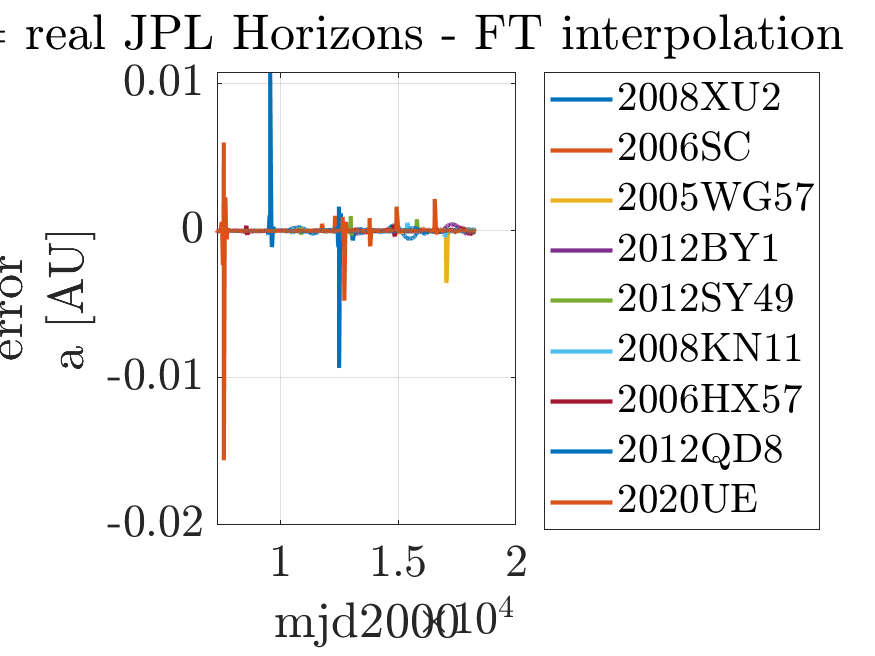 = real JPL Horizons - FT interpolation
error
a [AU]
0.01
0
-0.01
-0.02
1
1.5
2
mjd2000
×10^4
2008XU2
2006SC
2005WG57
2012BY1
2012SY49
2008KN11
2006HX57
2012QD8
2020UE